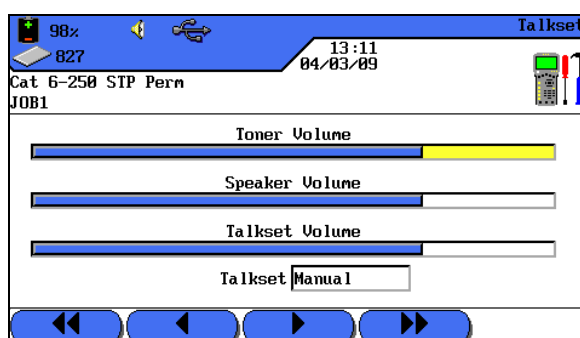 98%
Talkset
827
13:11
04/03/09
Cat 6-250 STP Perm
JOB1
Toner Volume
Speaker Volume
Talkset Volume
Talkset Manual